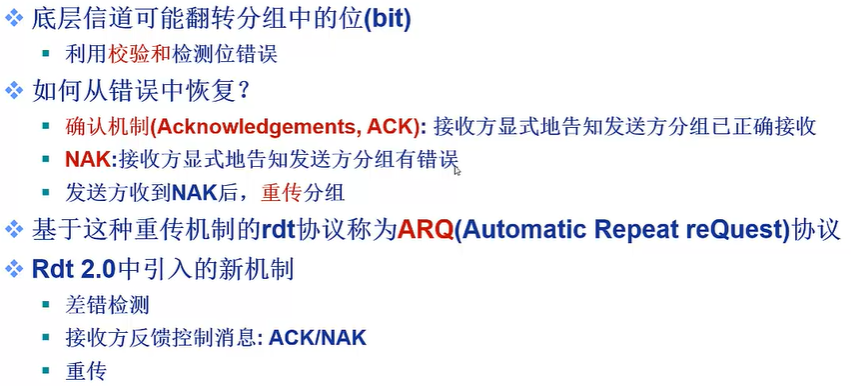 底层信道可能翻转分组中的位(bit)
利用校验和检测位错误
如何从错误中恢复？
确认机制(Acknowledgements, ACK): 接收方显式地告知发送方分组已正确接收
NAK:接收方显式地告知发送方分组有错误
发送方收到NAK后，重传分组
基于这种重传机制的rdt协议称为ARQ(Automatic Repeat reQuest)协议
Rdt 2.0中引入的新机制
差错检测
接收方反馈控制消息: ACK/NAK
重传